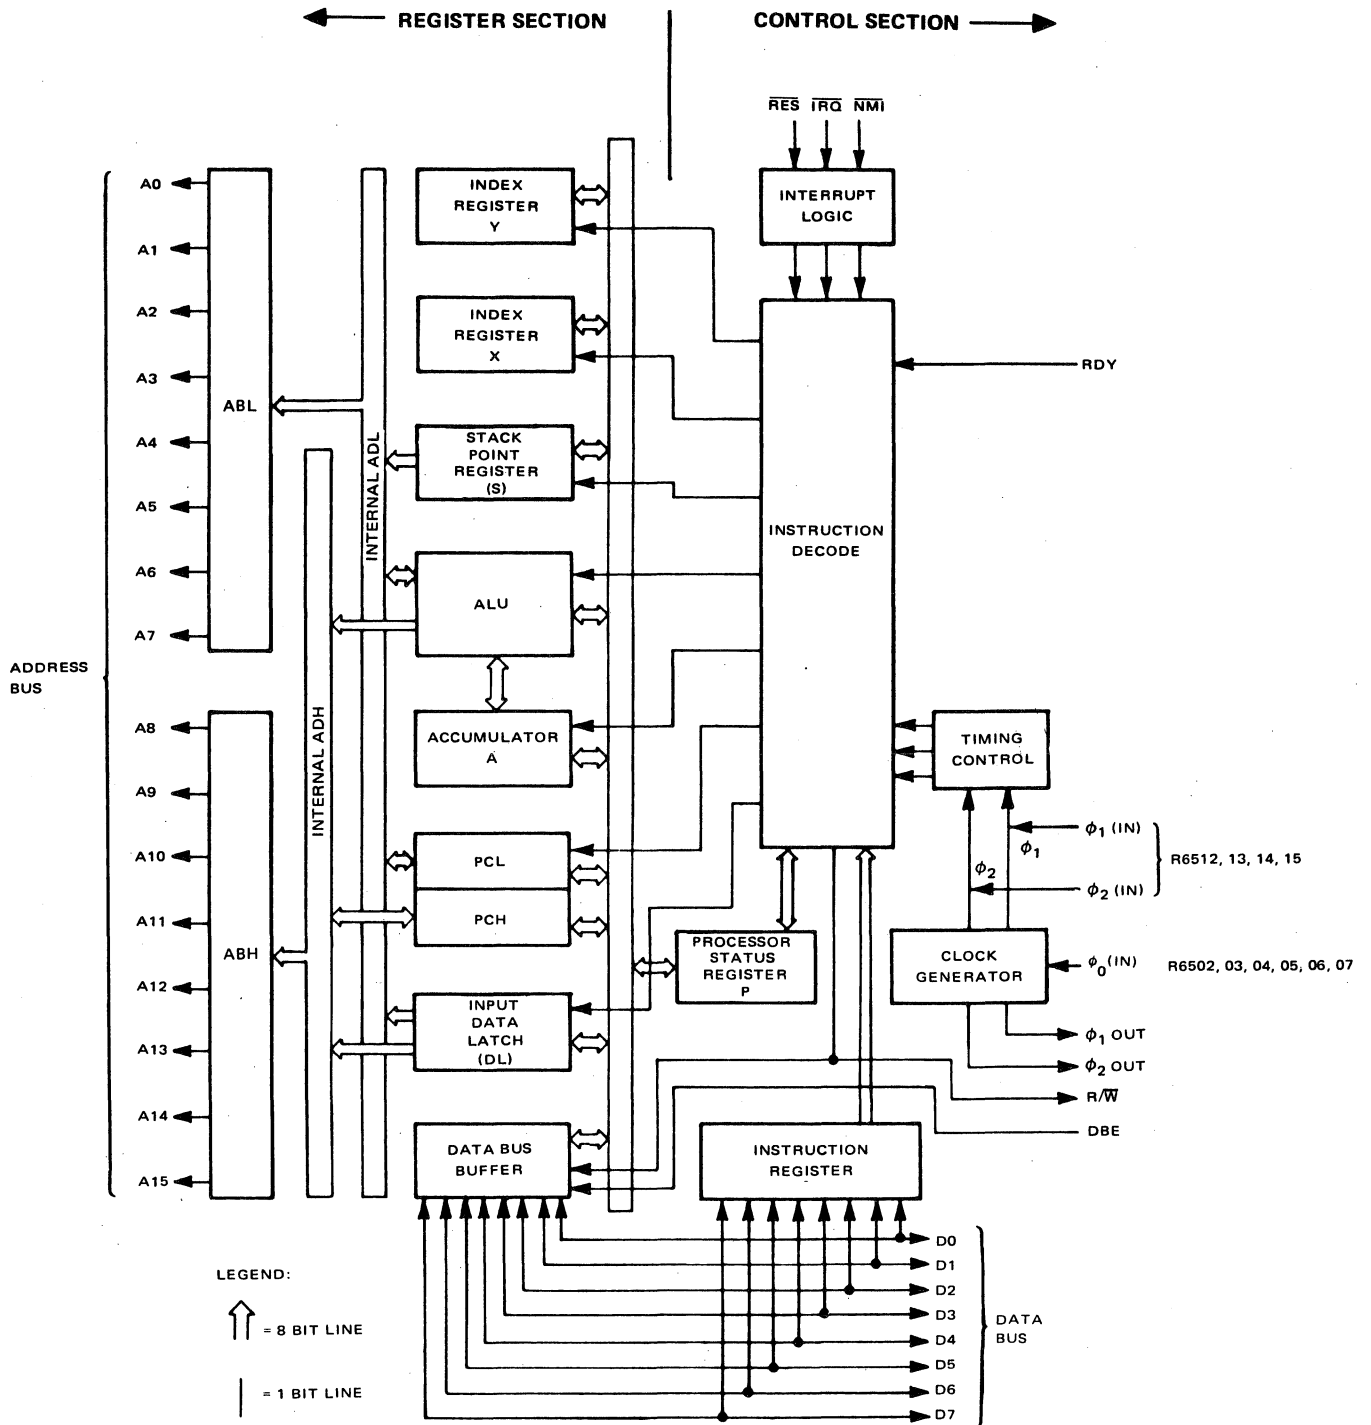 REGISTER SECTION
CONTROL SECTION
RES IRQ NMI
INTERRUPT
LOGIC
A0
A1
A2
A3
A4
A5
A6
A7
ADDRESS
BUS
A8
A9
A10
A11
A12
A13
A14
A15
ABL
ABH
INTERNAL ADL
INTERNAL ADH
INDEX
REGISTER
Y
INDEX
REGISTER
X
STACK
POINT
REGISTER
(S)
ALU
ACCUMULATOR
A
PCL
PCH
INPUT
DATA
LATCH
(DL)
DATA BUS
BUFFER
INSTRUCTION
DECODE
RDY
TIMING
CONTROL
ϕ1 (IN)
ϕ1
ϕ2
ϕ2 (IN)
R6512, 13, 14, 15
PROCESSOR
STATUS
REGISTER
P
CLOCK
GENERATOR
ϕ0 (IN)
R6502, 03, 04, 05, 06, 07
ϕ1 OUT
ϕ2 OUT
R/W
DBE
INSTRUCTION
REGISTER
D0
D1
D2
D3
D4
D5
D6
D7
DATA
BUS
LEGEND:
= 8 BIT LINE
= 1 BIT LINE